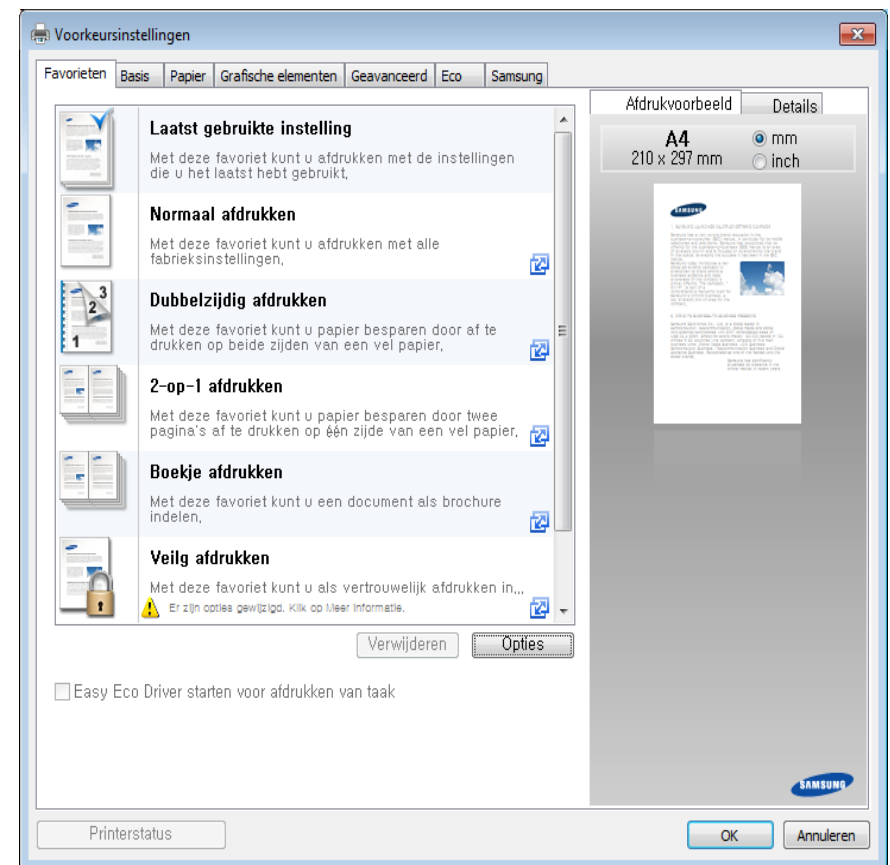 Voorkeursinstellingen
Favorieten
Basis
Papier
Grafische elementen
Geavanceerd
Eco
Samsung
Laatst gebruikte instelling
Met deze favoriet kunt u afdrukken met de instellingen
die u het laatst hebt gebruikt,
Normaal afdrukken
Met deze favoriet kunt u afdrukken met alle
fabrieksinstellingen,
3
2
1
Dubbelzijdig afdrukken
Met deze favoriet kunt u papier besparen door af te
drukken op beide zijden van een vel papier,
2-op-1 afdrukken
Met deze favoriet kunt u papier besparen door twee
pagina's af te drukken op één zijde van een vel papier,
Boekje afdrukken
Met deze favoriet kunt u een document als brochure
indelen,
Veilg afdrukken
Met deze favoriet kunt u als vertrouwelijk afdrukken in,,,
Er zijn opties gewijzigd. Klik op Meer informatie.
Verwijderen
Opties
Easy Eco Driver starten voor afdrukken van taak
Afdrukvoorbeeld
Details
A4
210 x 297 mm
mm
inch
SAMSUNG
SAMSUNG
Printerstatus
OK
Annuleren